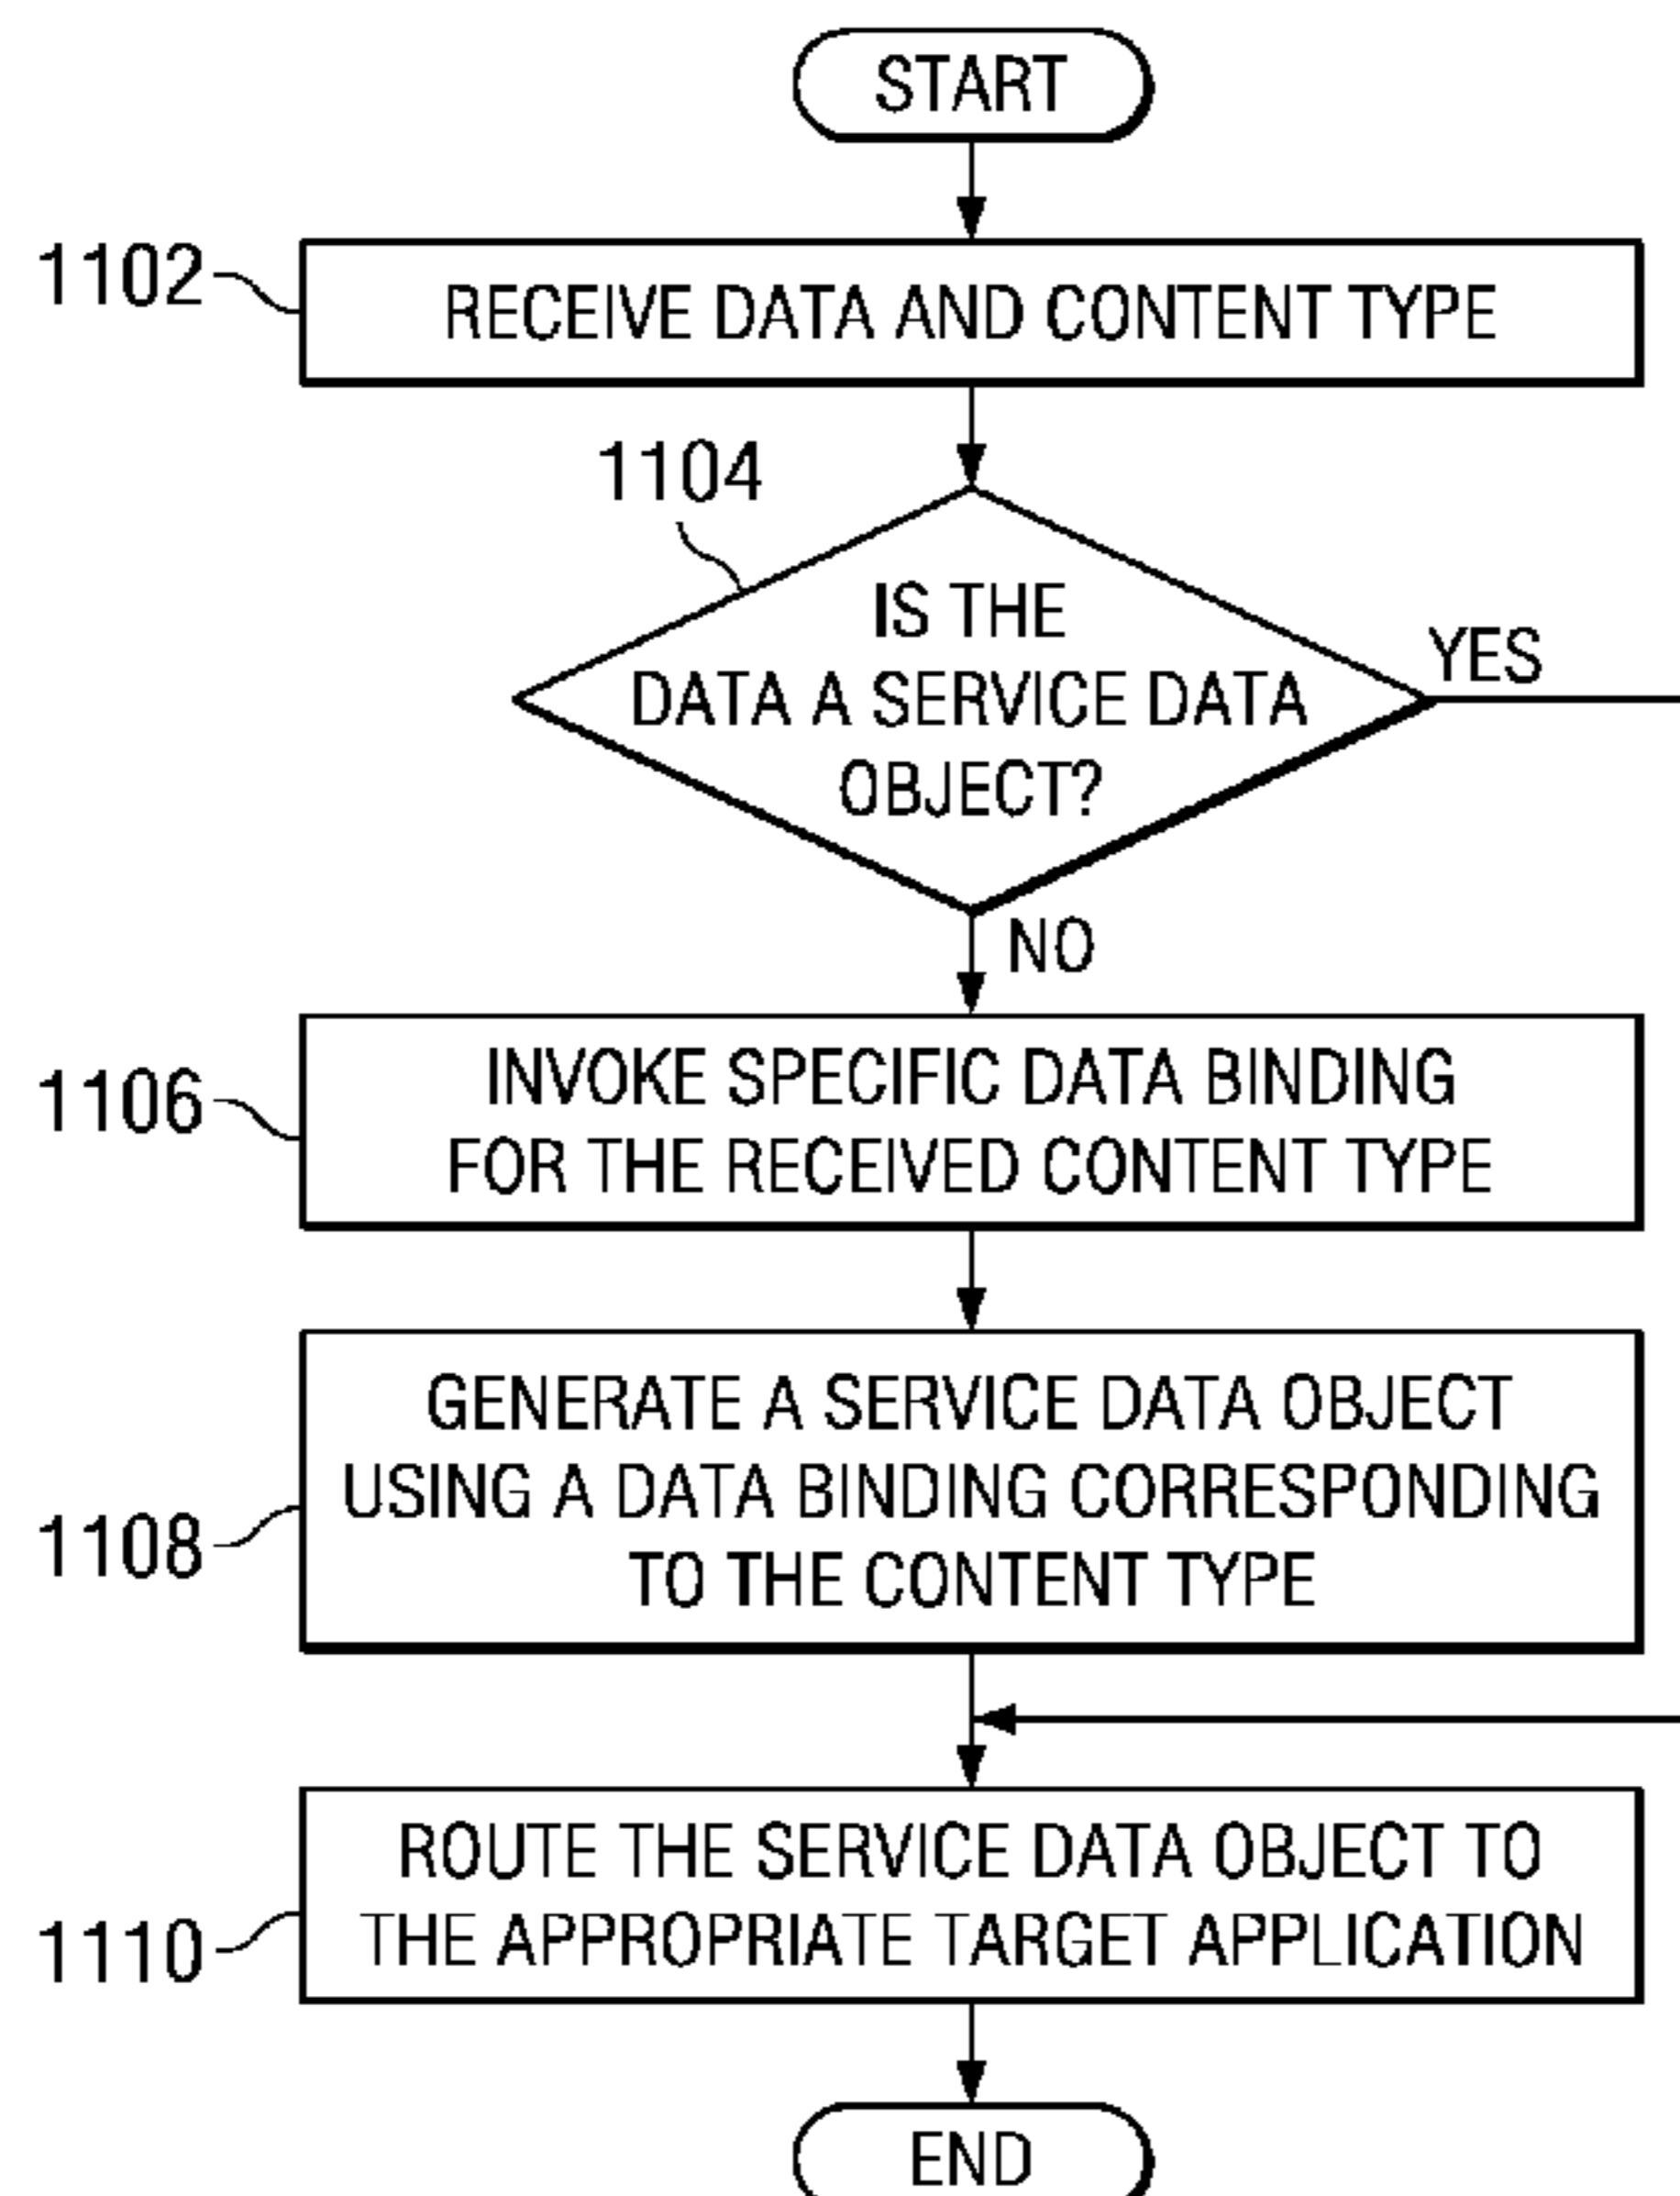 START
1102
RECEIVE DATA AND CONTENT TYPE
1104
IS THE
DATA A SERVICE DATA
OBJECT?
YES
NO
1106
INVOKE SPECIFIC DATA BINDING
FOR THE RECEIVED CONTENT TYPE
1108
GENERATE A SERVICE DATA OBJECT
USING A DATA BINDING CORRESPONDING
TO THE CONTENT TYPE
1110
ROUTE THE SERVICE DATA OBJECT TO
THE APPROPRIATE TARGET APPLICATION
END